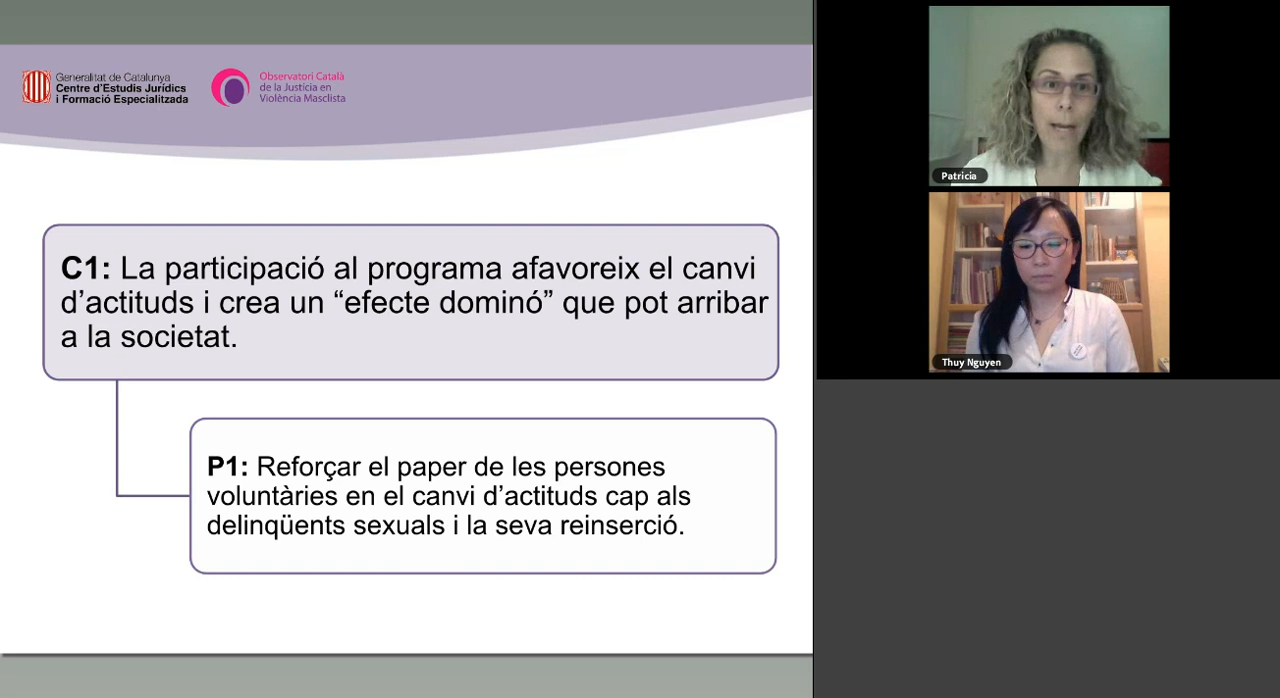 Generalitat de Catalunya
Centre d'Estudis Jurídics
i Formació Especialitzada
Observatori Català
de la Justícia en
Violència Masclista
C1: La participació al programa afavoreix el canvi
d'actituds i crea un “efecte dominó” que pot arribar
a la societat.
P1: Reforçar el paper de les persones
voluntàries en el canvi d'actituds cap als
delinqüents sexuals i la seva reinserció.
Patricia
Thuy Nguyen